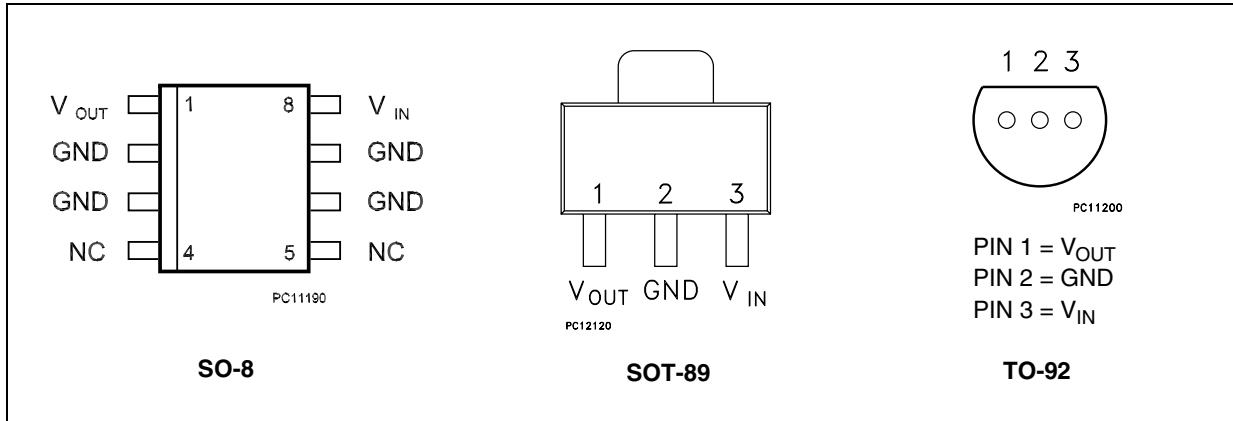 V OUT 1 8 V IN
GND GND
GND GND
NC 4 5 NC
PC11190
SO-8
1 2 3
V OUT GND V IN
PC12120
SOT-89
1 2 3
PC11200
PIN 1 = VOUT
PIN 2 = GND
PIN 3 = VIN
TO-92